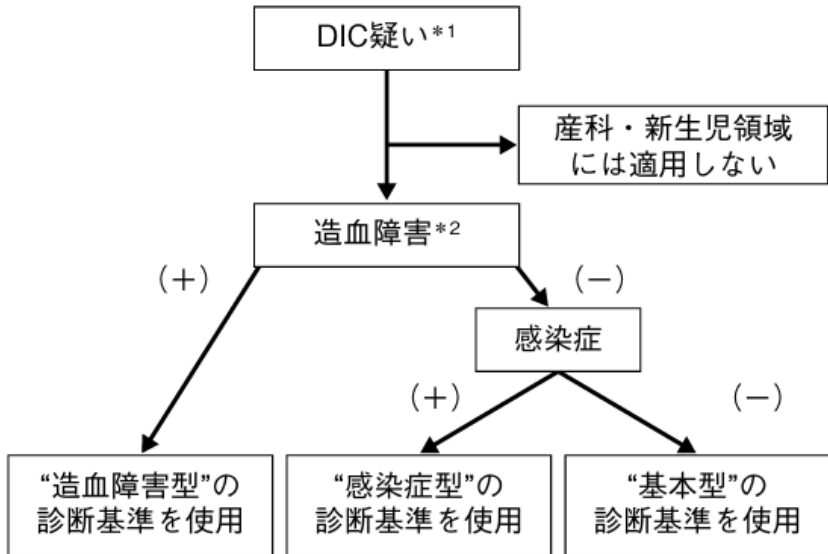 DIC疑い*1
産科・新生児領域
には適用しない
造血障害*2
（＋）
（－）
感染症
（＋）
（－）
“造血障害型”の
診断基準を使用
“感染症型”の
診断基準を使用
“基本型”の
診断基準を使用